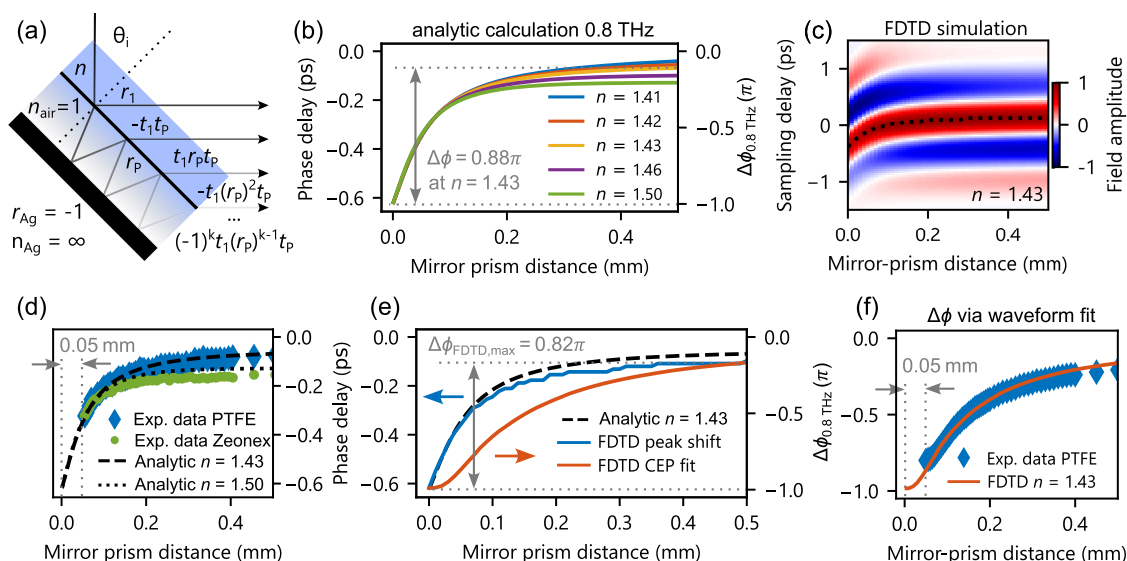 (a)
θi
n
nair=1
r1
-t1tP
rP
t1rPtP
-t1(rP)²tP
...
rAg = -1
nAg = ∞
(-1)ᵏt1(rP)ᵏ⁻¹tP
(b)
analytic calculation 0.8 THz
0.0
−0.2
−0.4
−0.6
Phase delay (ps)
n = 1.41
n = 1.42
n = 1.43
n = 1.46
n = 1.50
Δϕ = 0.88π
at n = 1.43
0.0
−0.5
−1.0
Δϕ0.8 THz (π)
0.0
0.2
0.4
Mirror prism distance (mm)
(c)
FDTD simulation
1
0
-1
Sampling delay (ps)
1
0
-1
Field amplitude
n = 1.43
0.0
0.2
0.4
Mirror-prism distance (mm)
(d)
0.05 mm
Exp. data PTFE
Exp. data Zeonex
Analytic n = 1.43
Analytic n = 1.50
0.0
−0.2
−0.4
−0.6
Phase delay (ps)
0.0
0.2
0.4
Mirror prism distance (mm)
(e)
0.0
−0.2
−0.4
−0.6
ΔϕFDTD,max = 0.82π
Analytic n = 1.43
FDTD peak shift
FDTD CEP fit
0.0
−0.5
−1.0
Δϕ0.8 THz (π)
0.0
0.1
0.2
0.3
0.4
0.5
Mirror prism distance (mm)
(f)
Δϕ via waveform fit
0.0
−0.5
−1.0
0.05 mm
Exp. data PTFE
FDTD n = 1.43
0.0
0.2
0.4
Mirror-prism distance (mm)